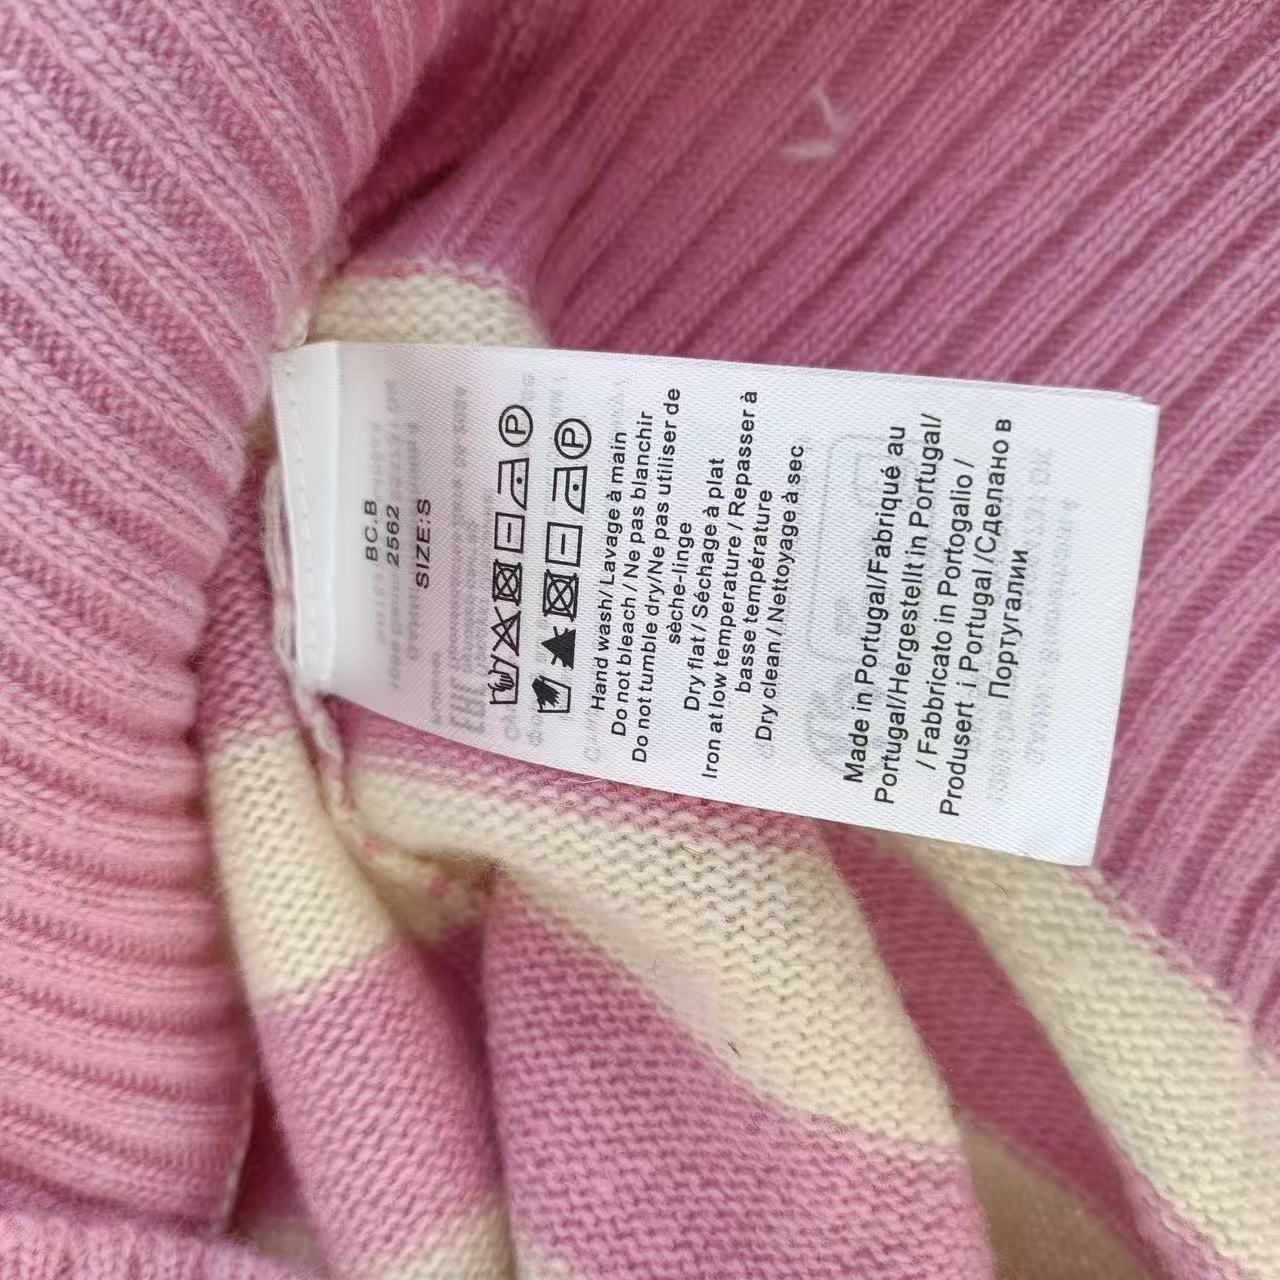 BC.B
2562
SIZE:S
P
P
Hand wash/ Lavage à main
Do not bleach / Ne pas blanchir
Do not tumble dry/Ne pas utiliser de
sèche-linge
Dry flat / Séchage à plat
Iron at low temperature / Repasser à
basse température
Dry clean / Nettoyage à sec
Made in Portugal/Fabriqué au
Portugal/Hergestellt in Portugal/
/ Fabbricato in Portogalio /
Produsert i Portugal /Сделано в
Португалии